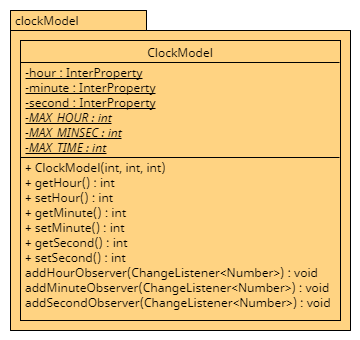 clockModel
ClockModel
-hour : InterProperty
-minute : InterProperty
-second : InterProperty
-MAX_HOUR : int
-MAX_MINSEC : int
-MAX_TIME : int
+ ClockModel(int, int, int)
+ getHour() : int
+ setHour() : int
+ getMinute() : int
+ setMinute() : int
+ getSecond() : int
+ setSecond() : int
addHourObserver(ChangeListener<Number>) : void
addMinuteObserver(ChangeListener<Number>) : void
addSecondObserver(ChangeListener<Number>) : void